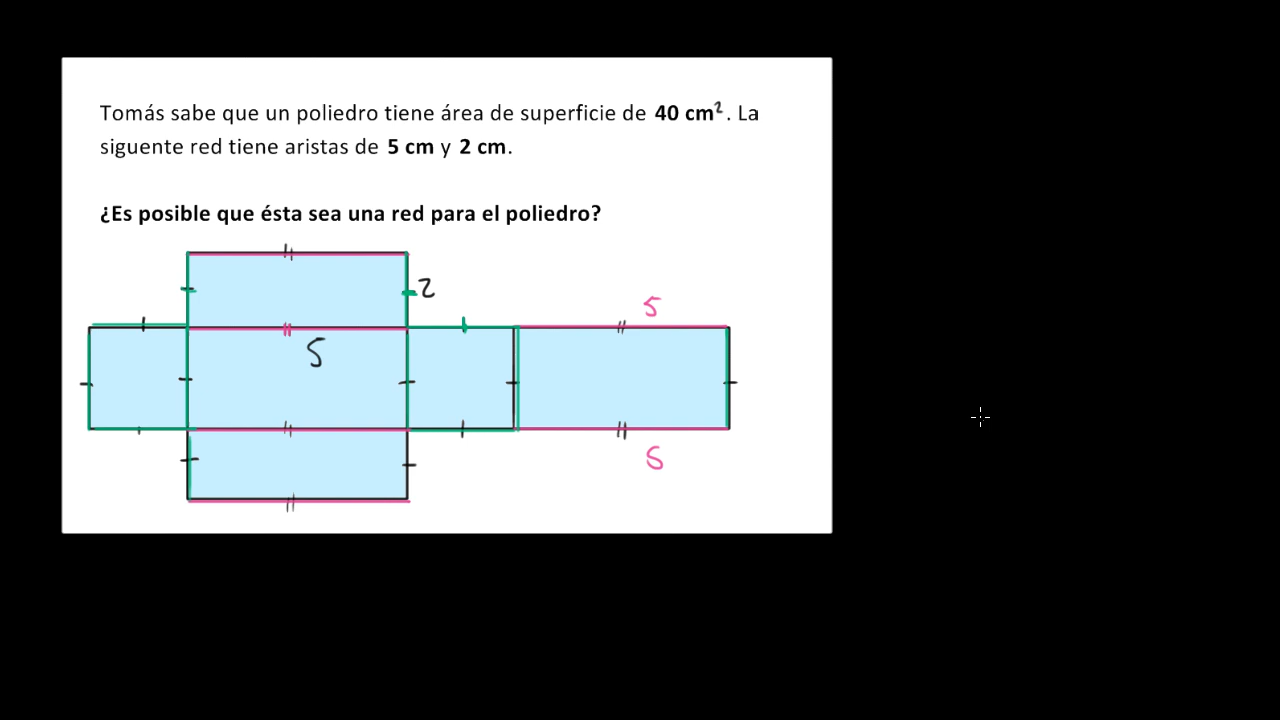 Tomás sabe que un poliedro tiene área de superficie de 40 cm². La
siguente red tiene aristas de 5 cm y 2 cm.
¿Es posible que ésta sea una red para el poliedro?
2
5
5
5